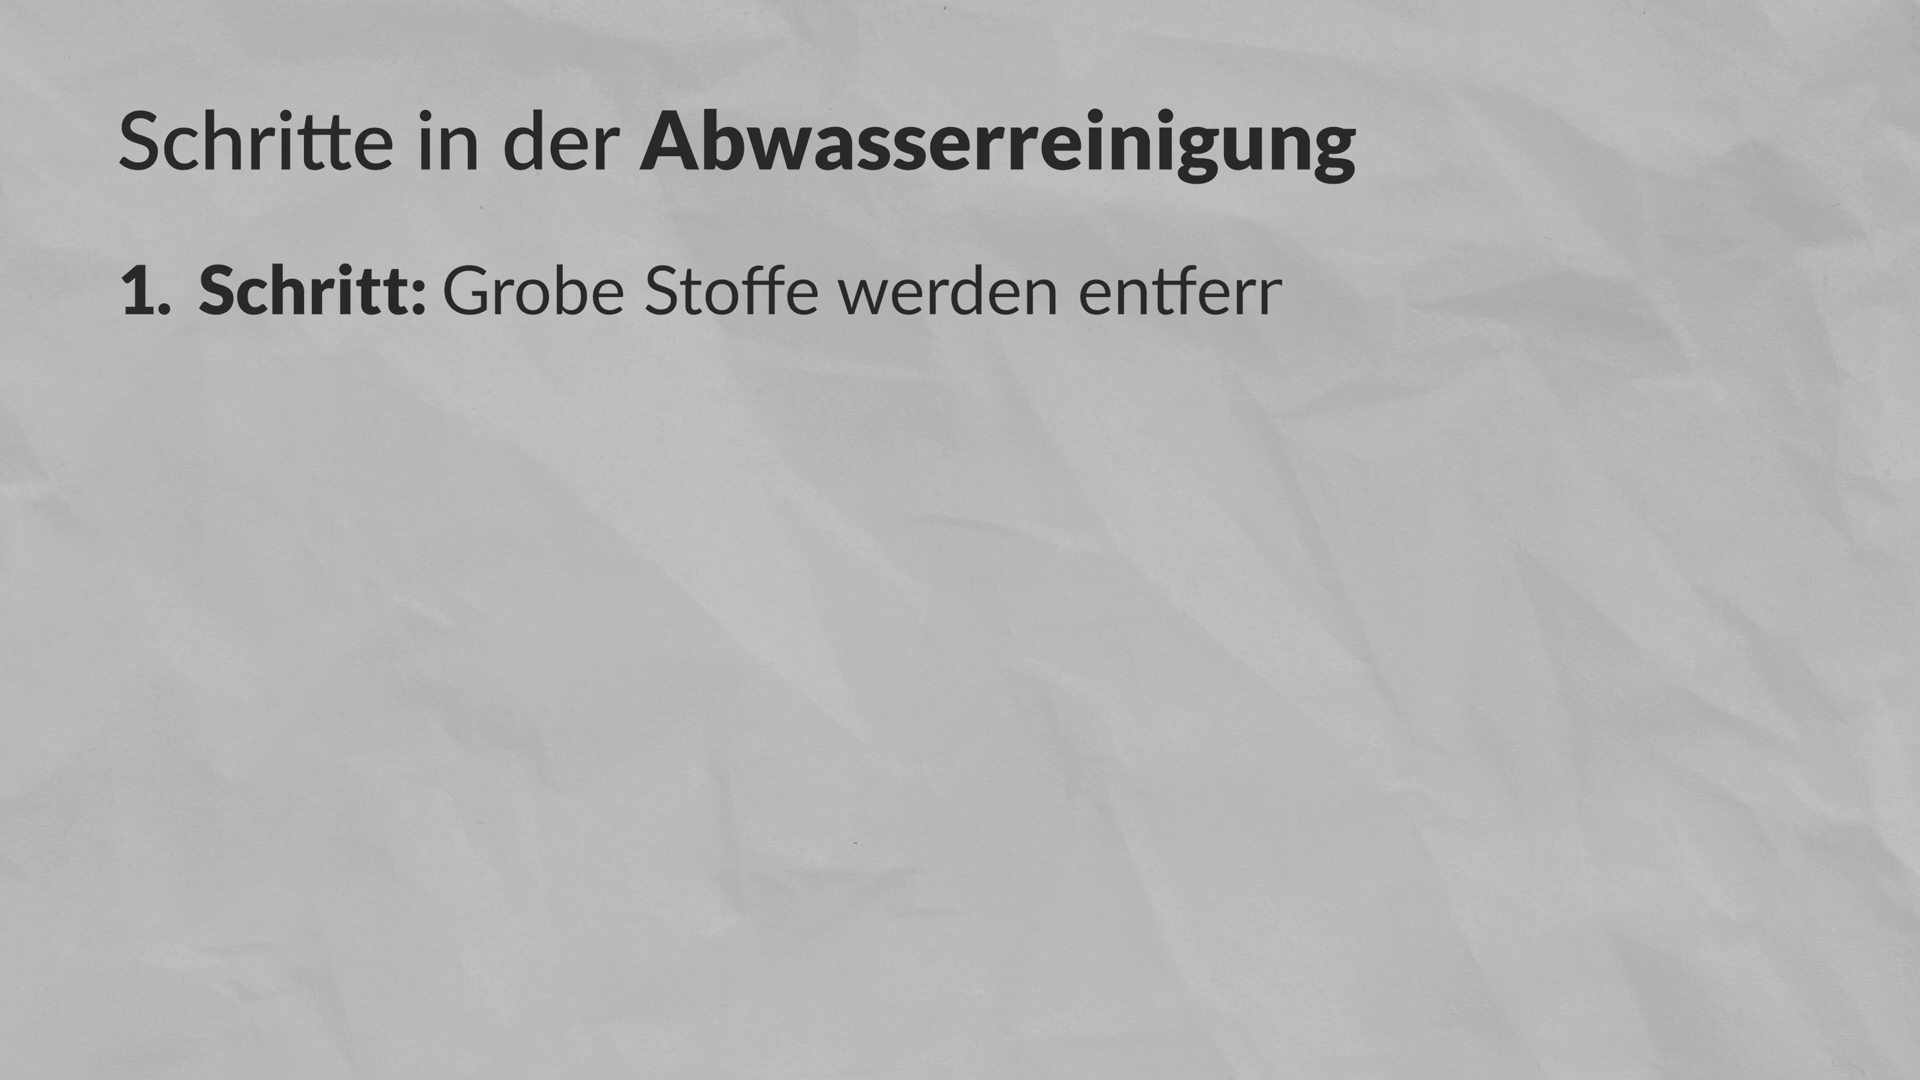 Schritte in der Abwasserreinigung
1. Schritt: Grobe Stoffe werden entferr